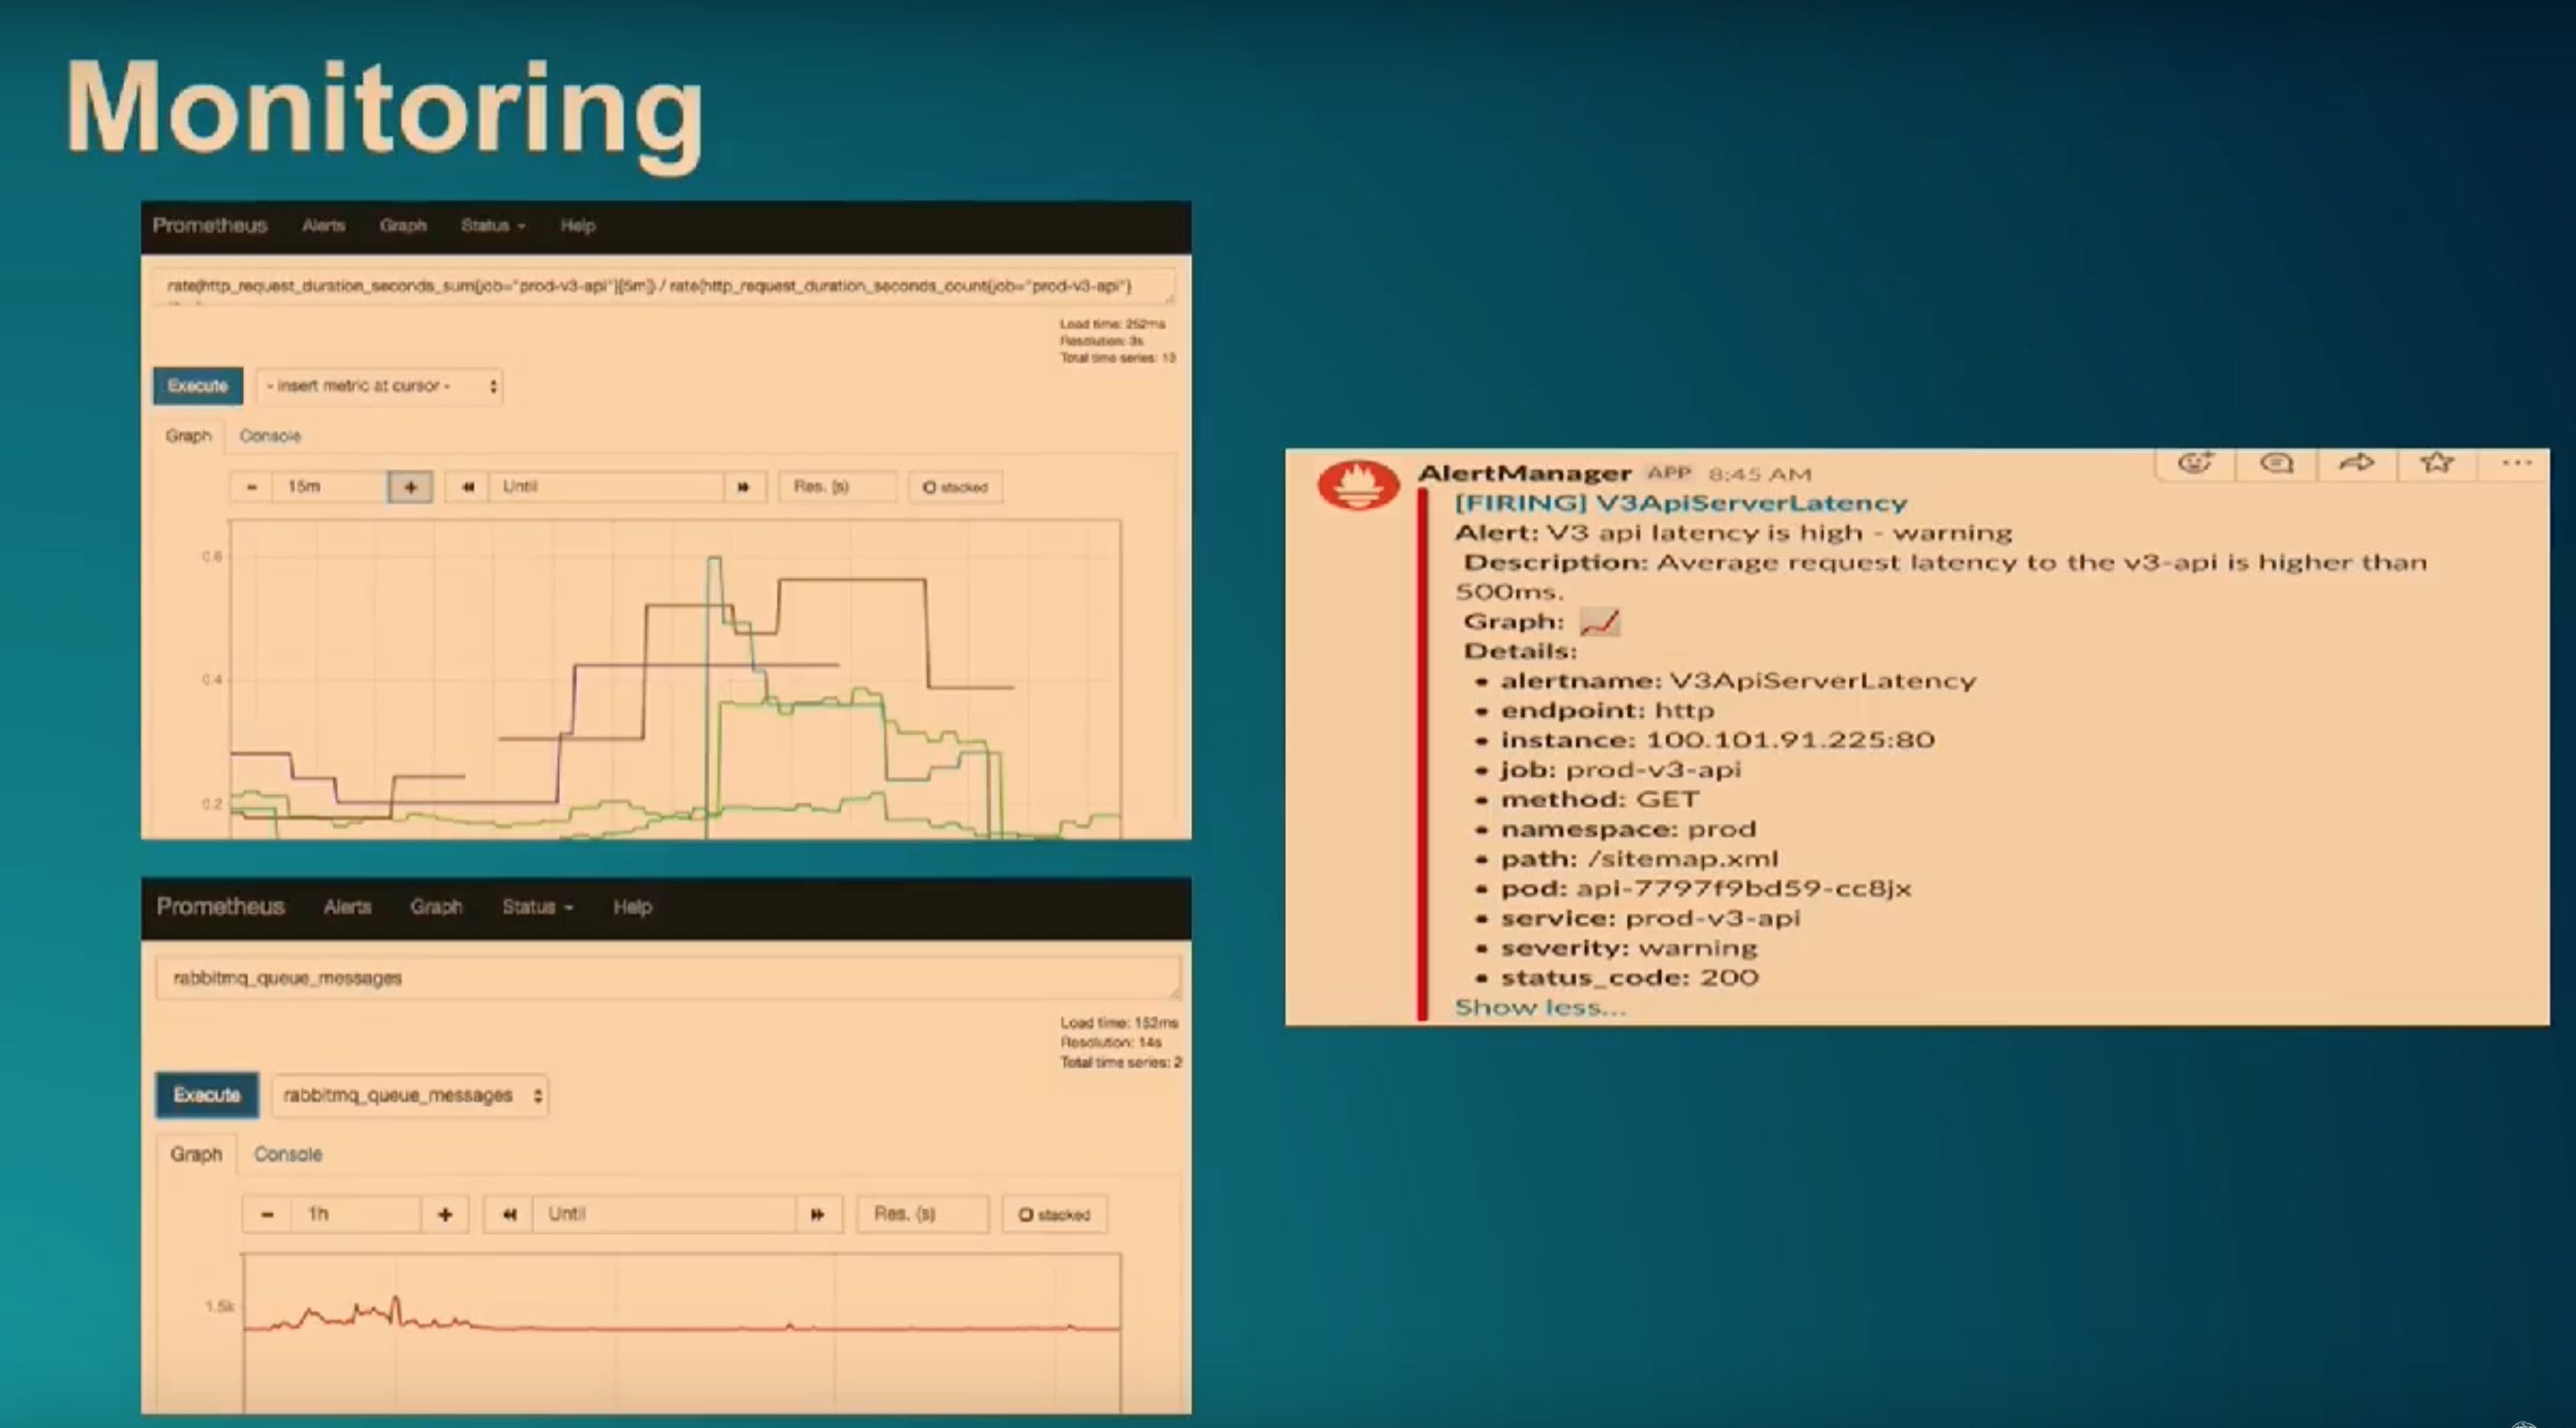 Monitoring
Prometheus Alerts Graph Status Help
rate(http_request_duration_seconds_sum{job="prod-v3-api"}[5m]) / rate(http_request_duration_seconds_count{job="prod-v3-api"}
Load time: 252ms
Resolution: 3s
Total time series: 13
Execute - insert metric at cursor -
Graph Console
- 15m + Until Res. (s) stacked
0.6
0.4
0.2
Prometheus Alerts Graph Status Help
rabbitmq_queue_messages
Load time: 152ms
Resolution: 14s
Total time series: 2
Execute rabbitmq_queue_messages
Graph Console
- 1h + Until Res. (s) stacked
1.5k
AlertManager APP 8:45 AM
[FIRING] V3ApiServerLatency
Alert: V3 api latency is high - warning
Description: Average request latency to the v3-api is higher than
500ms.
Graph:
Details:
• alertname: V3ApiServerLatency
• endpoint: http
• instance: 100.101.91.225:80
• job: prod-v3-api
• method: GET
• namespace: prod
• path: /sitemap.xml
• pod: api-7797f9bd59-cc8jx
• service: prod-v3-api
• severity: warning
• status_code: 200
Show less...